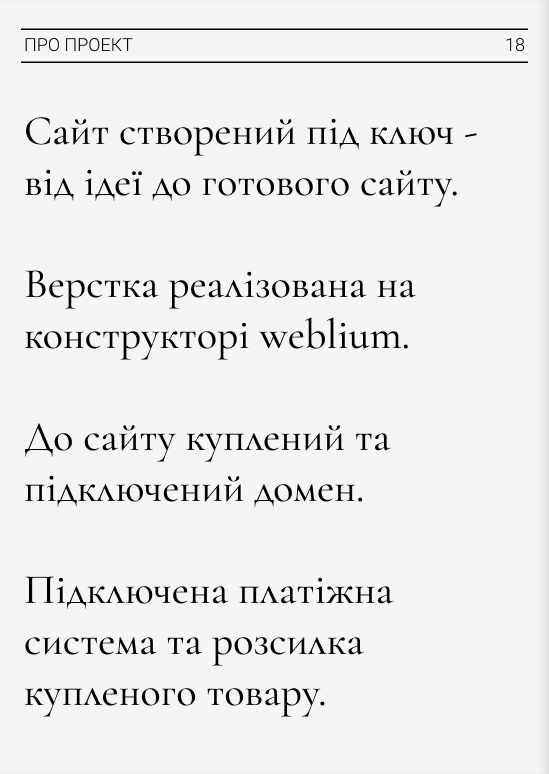 ПРО ПРОЕКТ 18
Сайт створений під ключ -
від ідеї до готового сайту.
Верстка реалізована на
конструкторі weblium.
До сайту куплений та
підключений домен.
Підключена платіжна
система та розсилка
купленого товару.